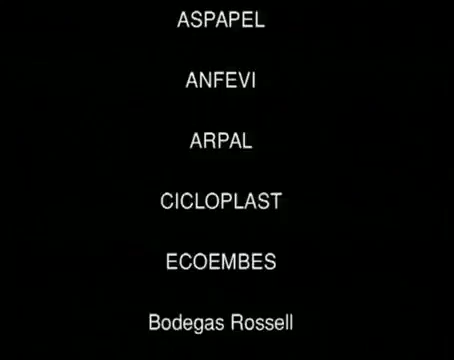 ASPAPEL
ANFEVI
ARPAL
CICLOPLAST
ECOEMBES
Bodegas Rossell